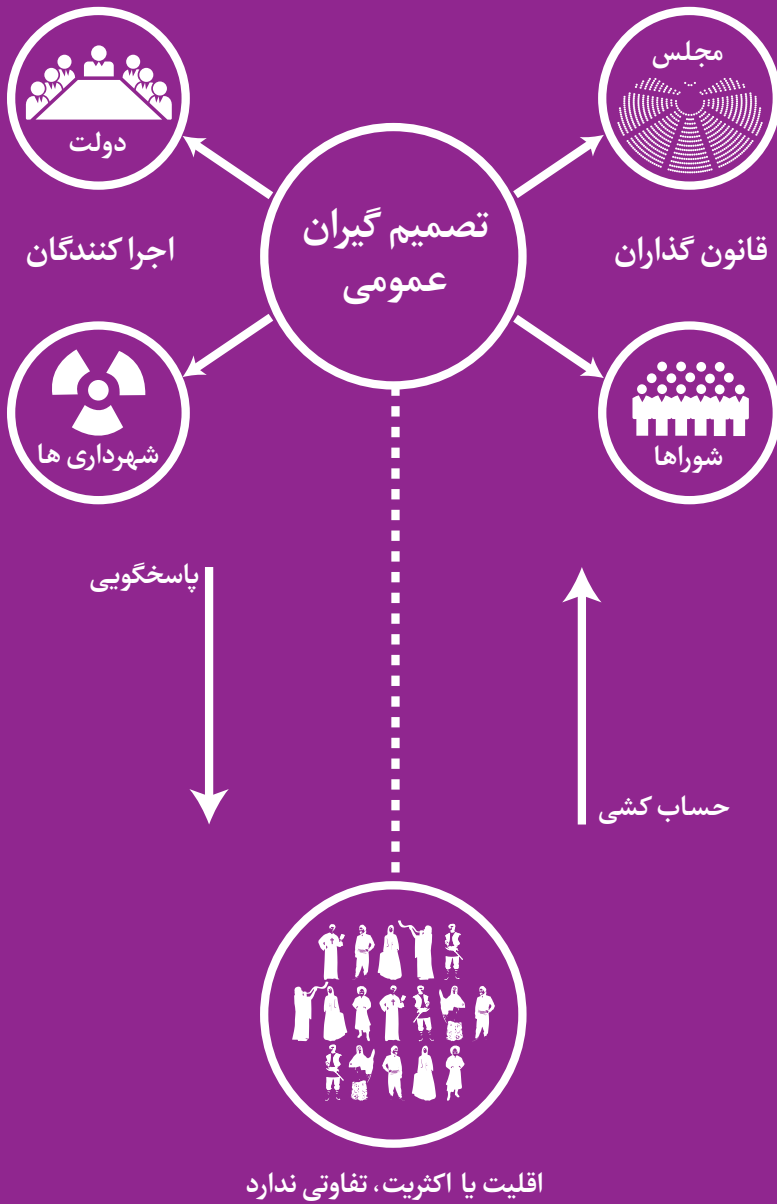 مجلس
دولت
تصمیم گیران
عمومی
قانون گذاران
اجرا کنندگان
شوراها
شهرداری ها
پاسخگویی
حساب کشی
اقلیت یا اکثریت، تفاوتی ندارد